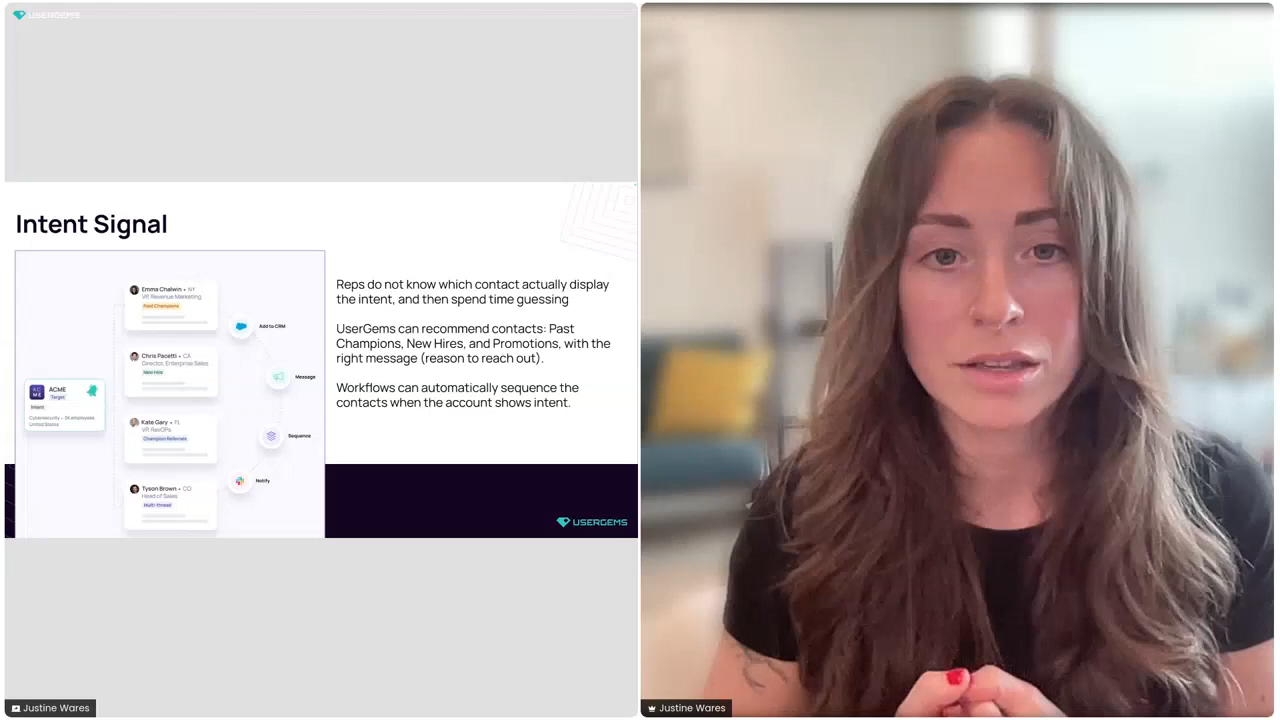 USERGEMS
Intent Signal
Emma Chalwin • NY
VP, Revenue Marketing
Past Champions
Chris Pacetti • CA
Director, Enterprise Sales
New Hire
ACME
Target
Intent
Cybersecurity • 5K employees
United States
Kate Gary • FL
VP, RevOPs
Champion Referrals
Tyson Brown • CO
Head of Sales
Multi-thread
Add to CRM
Message
Sequence
Notify
Reps do not know which contact actually display
the intent, and then spend time guessing
UserGems can recommend contacts: Past
Champions, New Hires, and Promotions, with the
right message (reason to reach out).
Workflows can automatically sequence the
contacts when the account shows intent.
USERGEMS
Justine Wares
Justine Wares